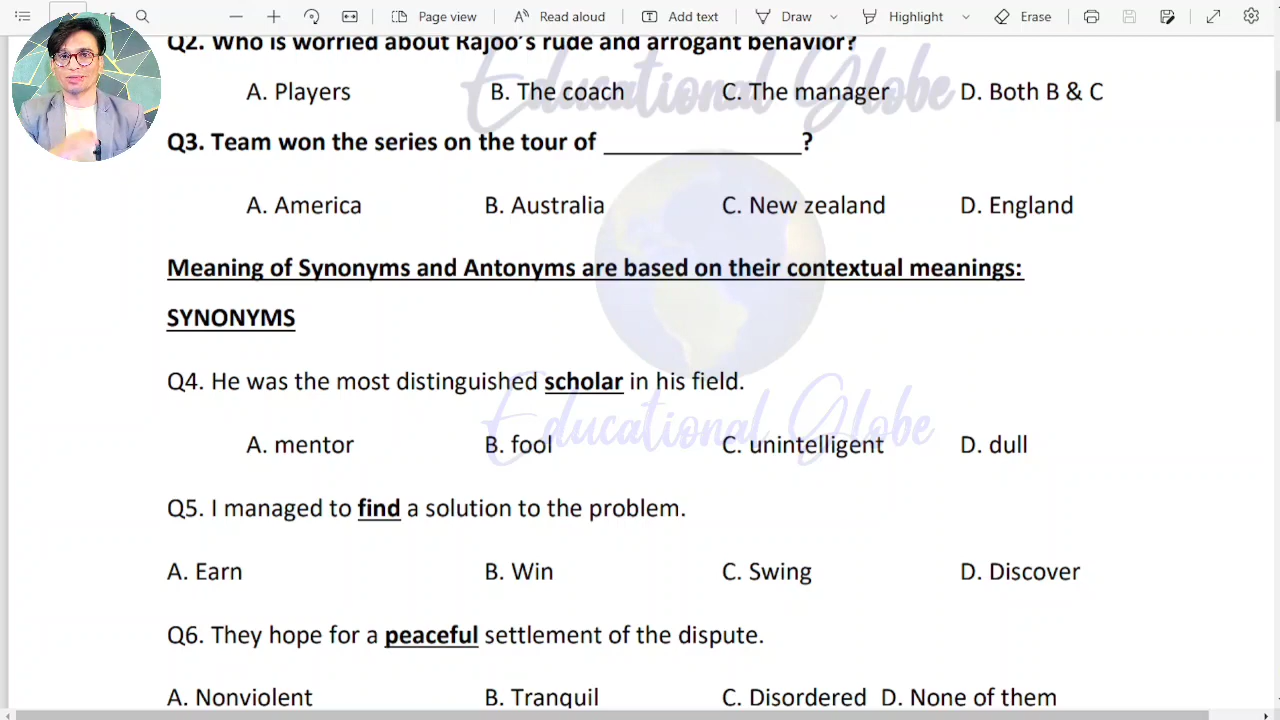 Page view
Read aloud
Add text
Draw
Highlight
Erase
Q2. Who is worried about Rajoo's rude and arrogant behavior?
A. Players B. The coach C. The manager D. Both B & C
Q3. Team won the series on the tour of _______________?
A. America B. Australia C. New zealand D. England
Meaning of Synonyms and Antonyms are based on their contextual meanings:
SYNONYMS
Q4. He was the most distinguished scholar in his field.
A. mentor B. fool C. unintelligent D. dull
Q5. I managed to find a solution to the problem.
A. Earn B. Win C. Swing D. Discover
Q6. They hope for a peaceful settlement of the dispute.
A. Nonviolent B. Tranquil C. Disordered D. None of them
Educational Globe
Educational Globe